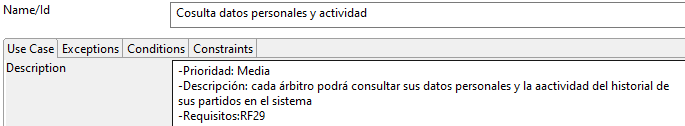 Name/Id
Cosulta datos personales y actividad
Use Case Exceptions Conditions Constraints
Description
-Prioridad: Media
-Descripción: cada árbitro podrá consultar sus datos personales y la aactividad del historial de
sus partidos en el sistema
-Requisitos:RF29